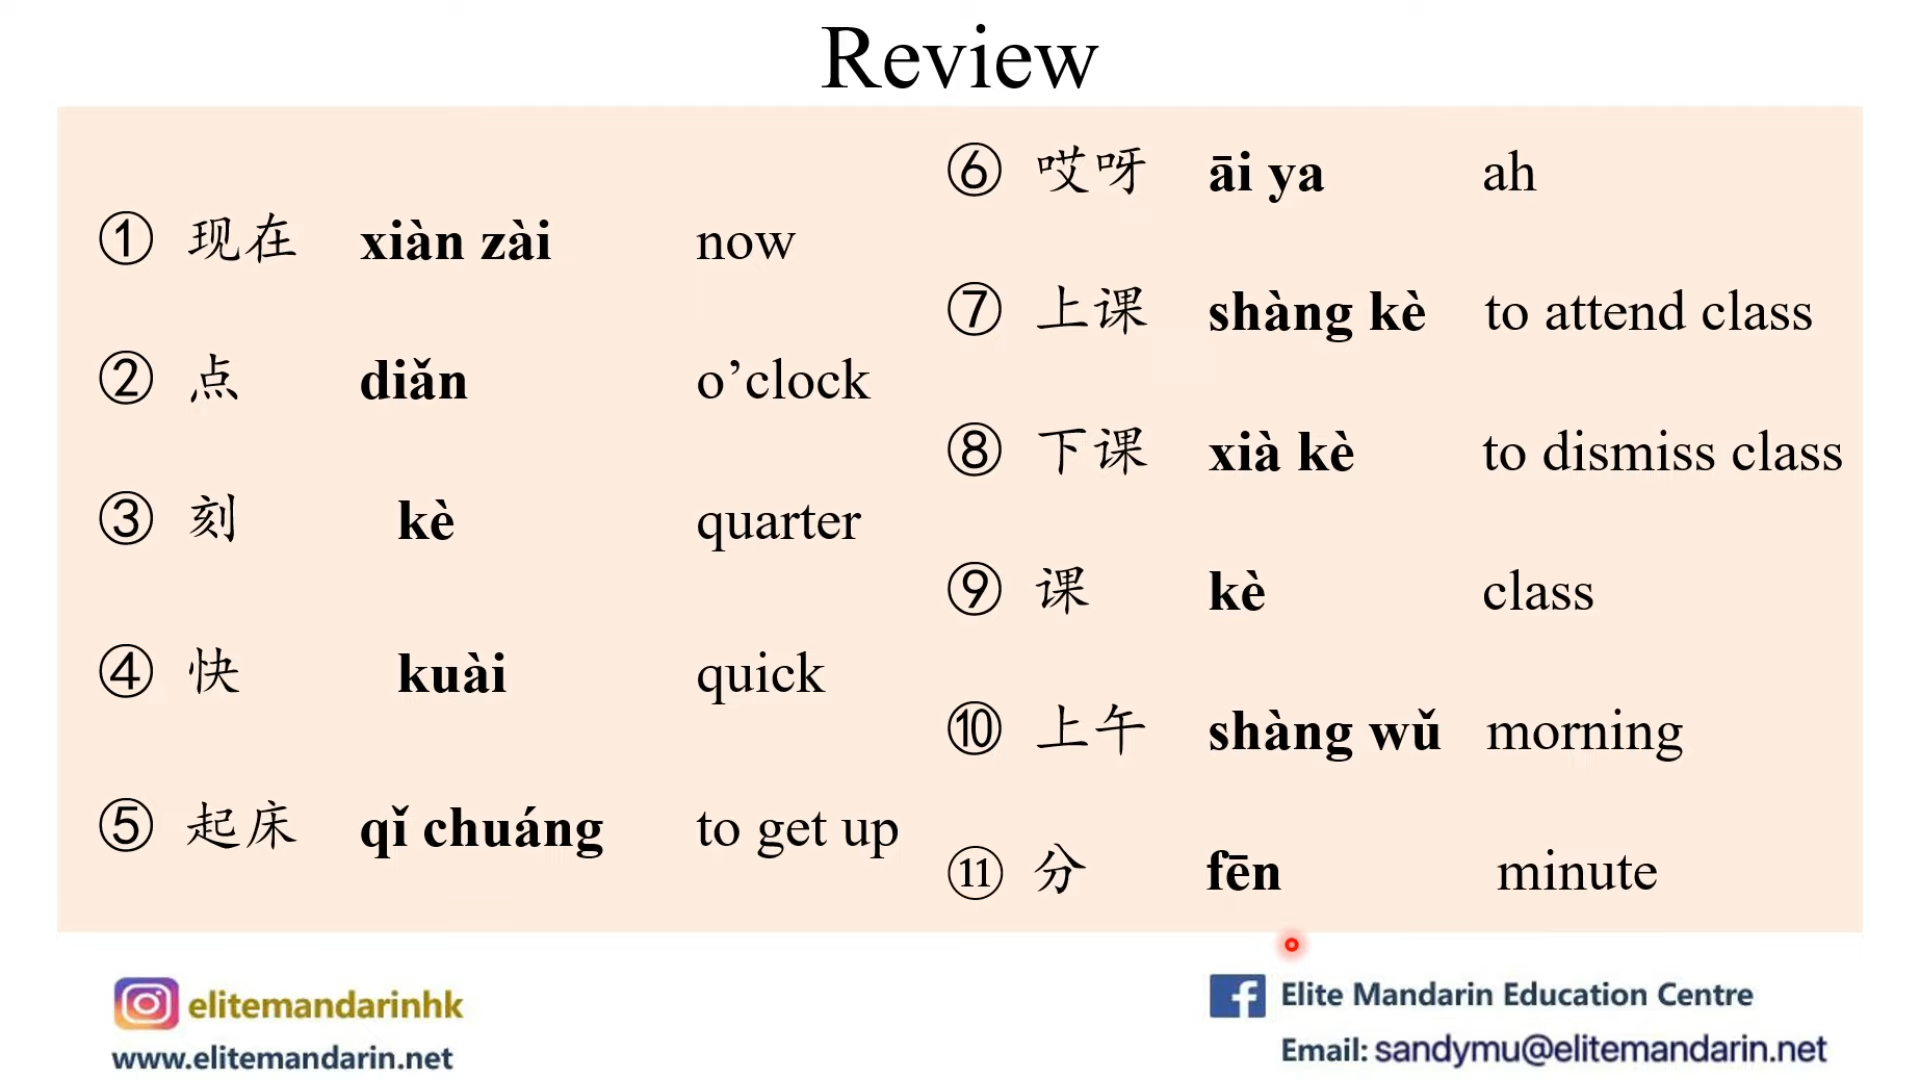 Review
① 现在 xiàn zài now
② 点 diǎn o’clock
③ 刻 kè quarter
④ 快 kuài quick
⑤ 起床 qǐ chuáng to get up
⑥ 哎呀 āi ya ah
⑦ 上课 shàng kè to attend class
⑧ 下课 xià kè to dismiss class
⑨ 课 kè class
⑩ 上午 shàng wǔ morning
⑪ 分 fēn minute
elitemandarinhk
www.elitemandarin.net
Elite Mandarin Education Centre
Email: sandymu@elitemandarin.net